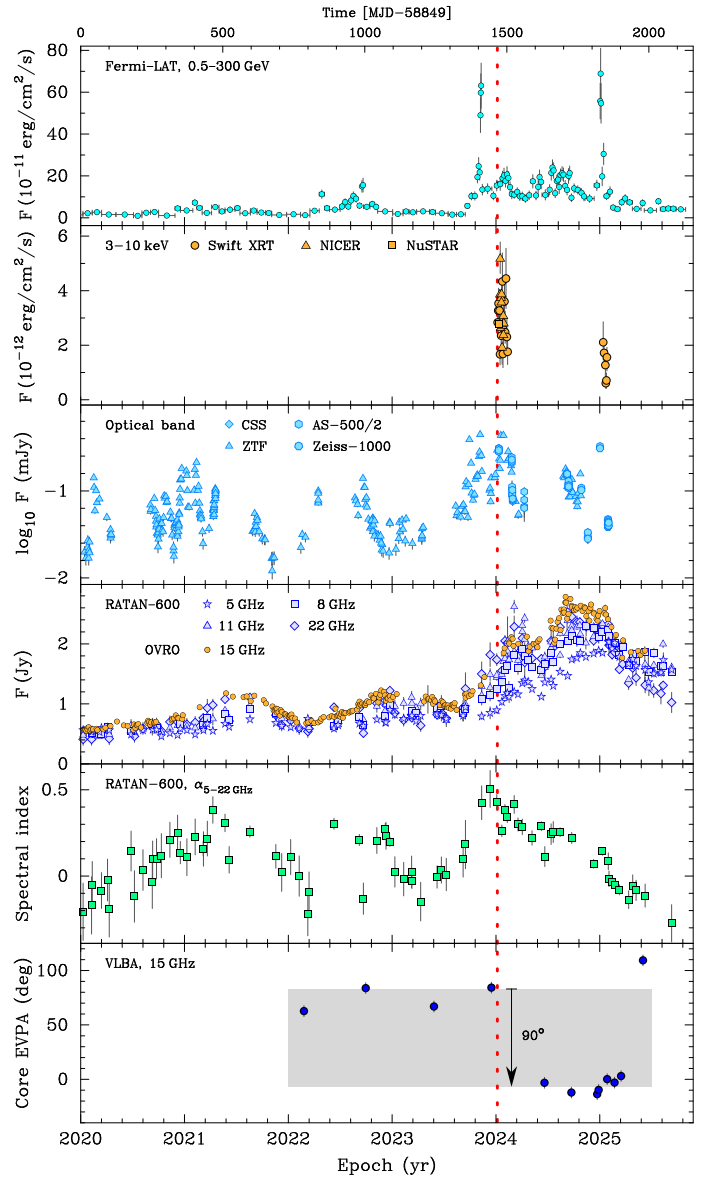 Time [MJD−58849]
0 500 1000 1500 2000
Fermi−LAT, 0.5−300 GeV
F (10⁻¹¹ erg/cm²/s)
80
60
40
20
0
3−10 keV Swift XRT NICER NuSTAR
F (10⁻¹² erg/cm²/s)
6
4
2
0
Optical band CSS AS−500/2
ZTF Zeiss−1000
log₁₀ F (mJy)
−1
−2
RATAN−600 5 GHz 8 GHz
11 GHz 22 GHz
OVRO 15 GHz
F (Jy)
2
1
0
RATAN−600, α₅₋₂₂ GHz
Spectral index
0.5
0
VLBA, 15 GHz
Core EVPA (deg)
100
50
0
90°
2020 2021 2022 2023 2024 2025
Epoch (yr)